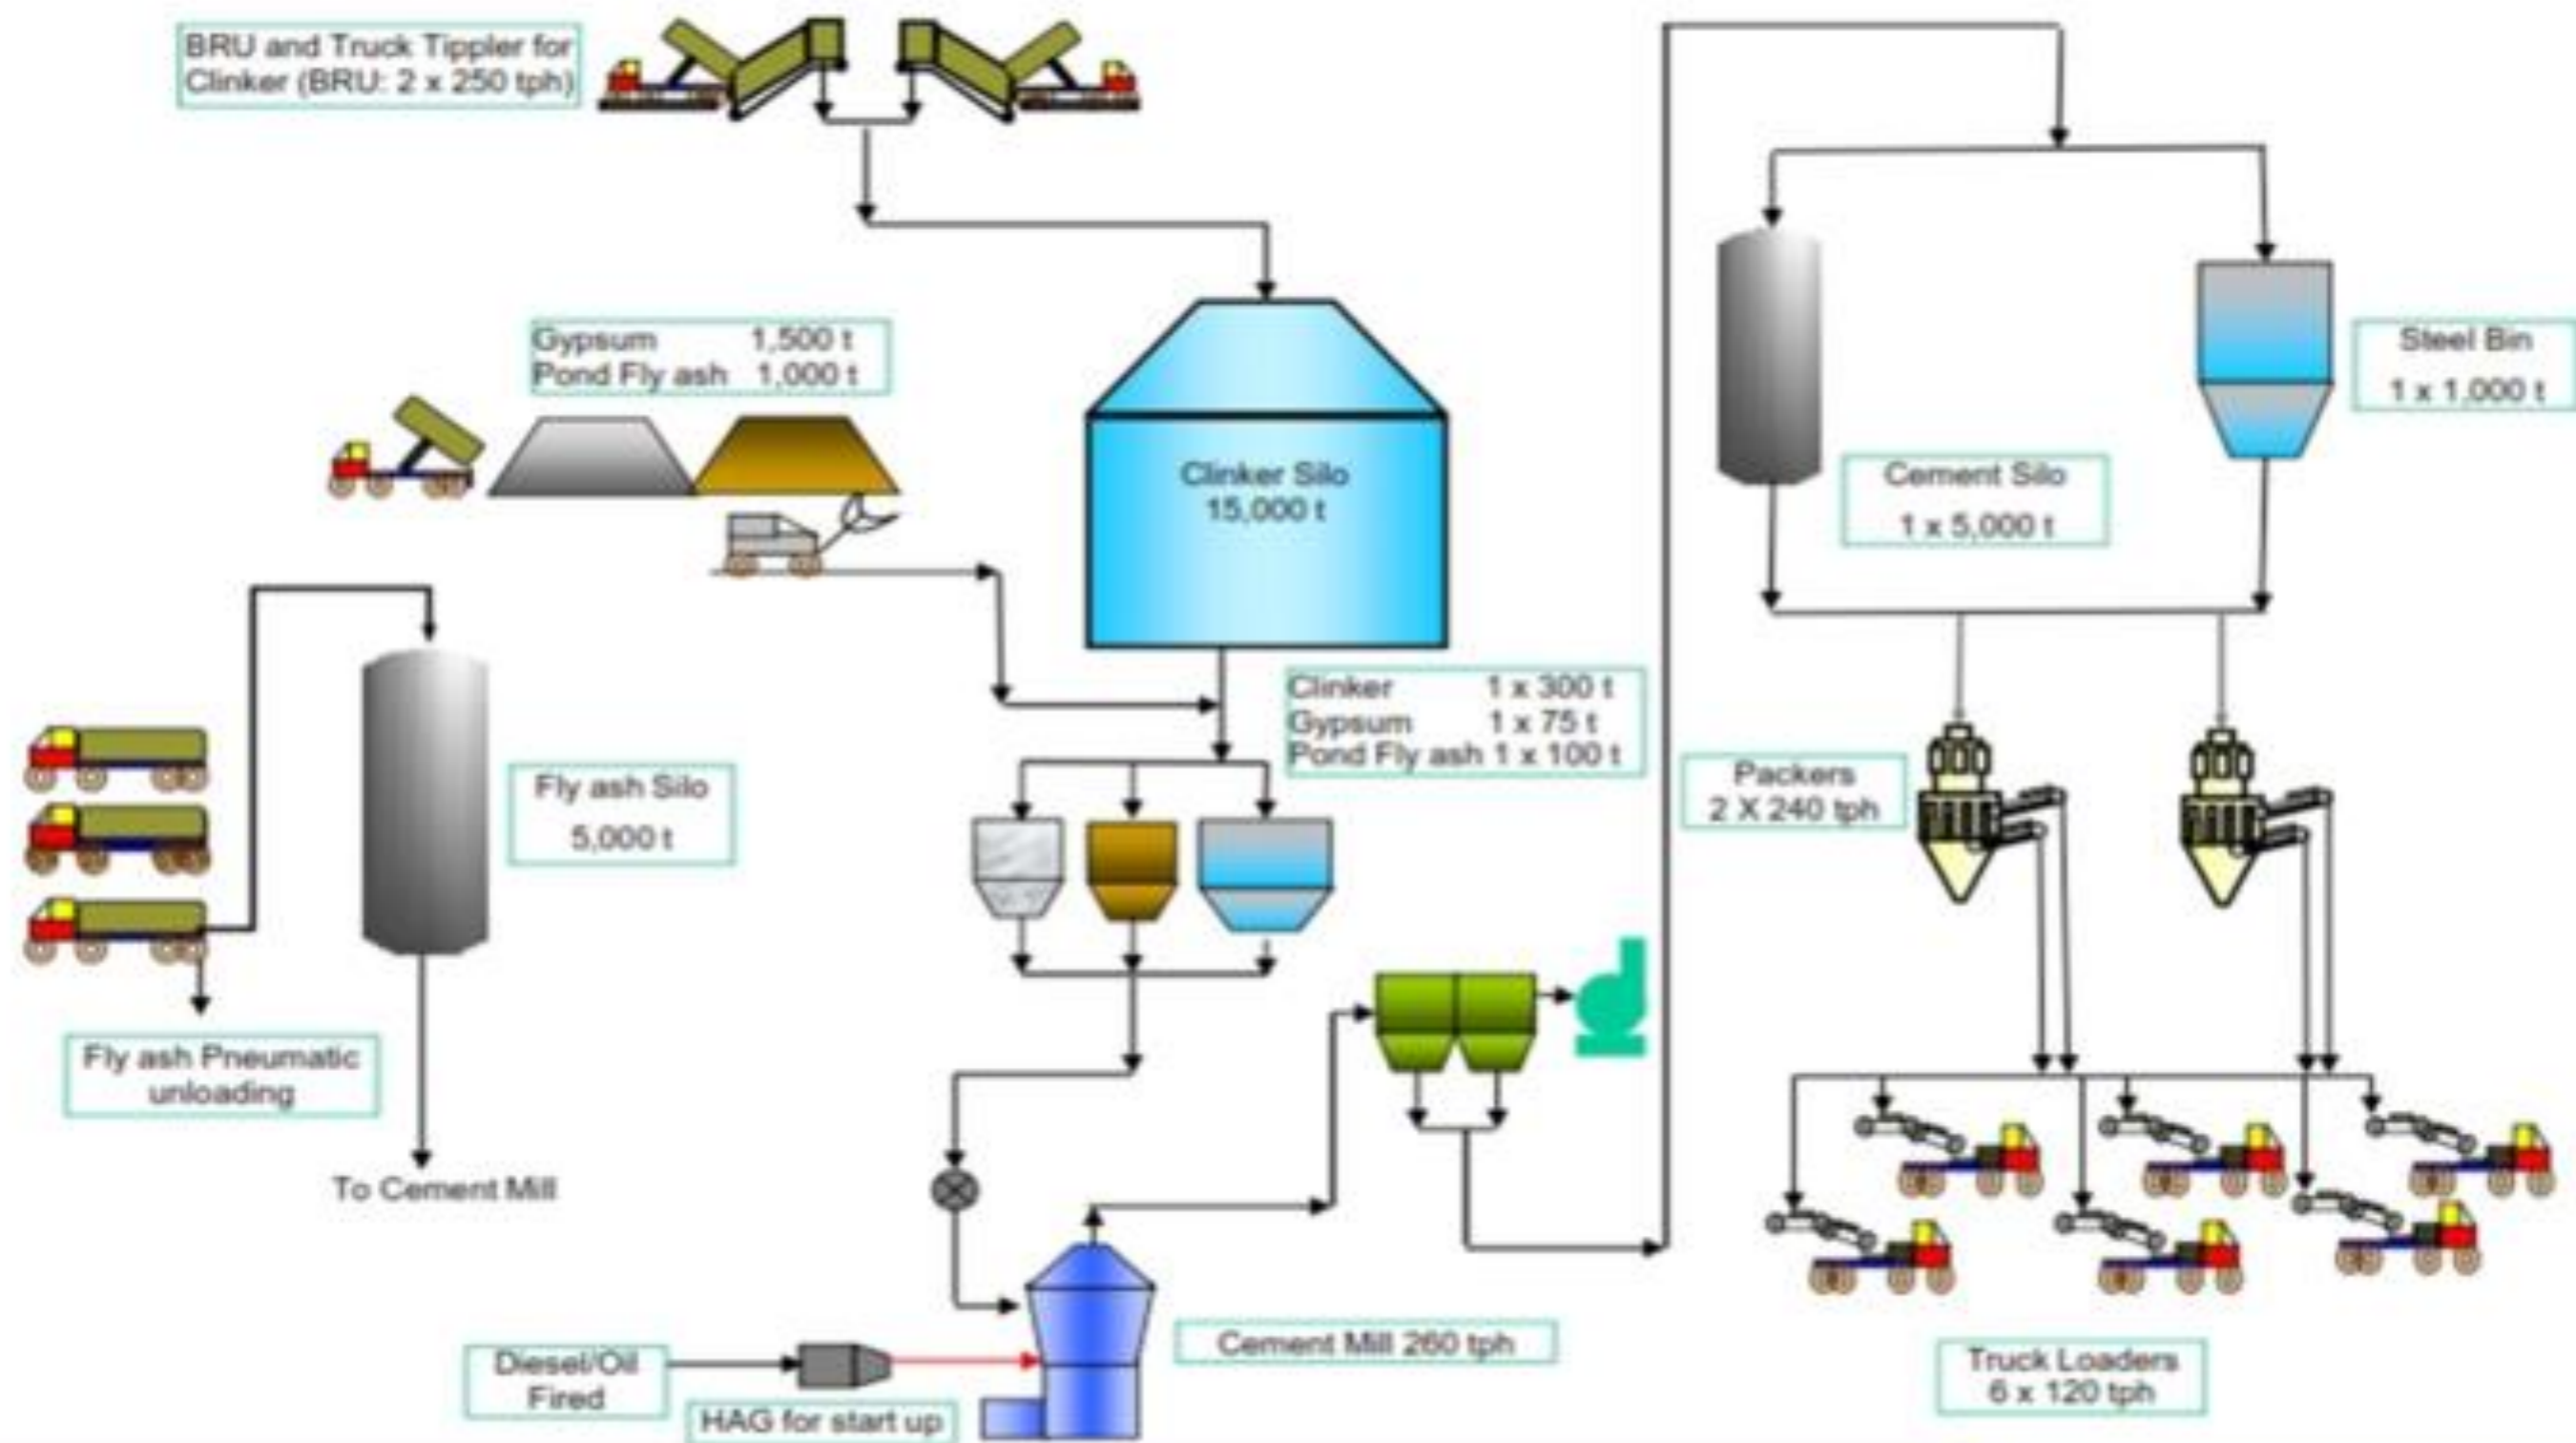 BRU and Truck Tippler for
Clinker (BRU: 2 x 250 tph)
Gypsum 1,500 t
Pond Fly ash 1,000 t
Clinker Silo
15,000 t
Steel Bin
1 x 1,000 t
Cement Silo
1 x 5,000 t
Clinker 1 x 300 t
Gypsum 1 x 75 t
Pond Fly ash 1 x 100 t
Fly ash Silo
5,000 t
Packers
2 X 240 tph
Fly ash Pneumatic
unloading
To Cement Mill
Cement Mill 260 tph
Diesel/Oil
Fired
HAG for start up
Truck Loaders
6 x 120 tph